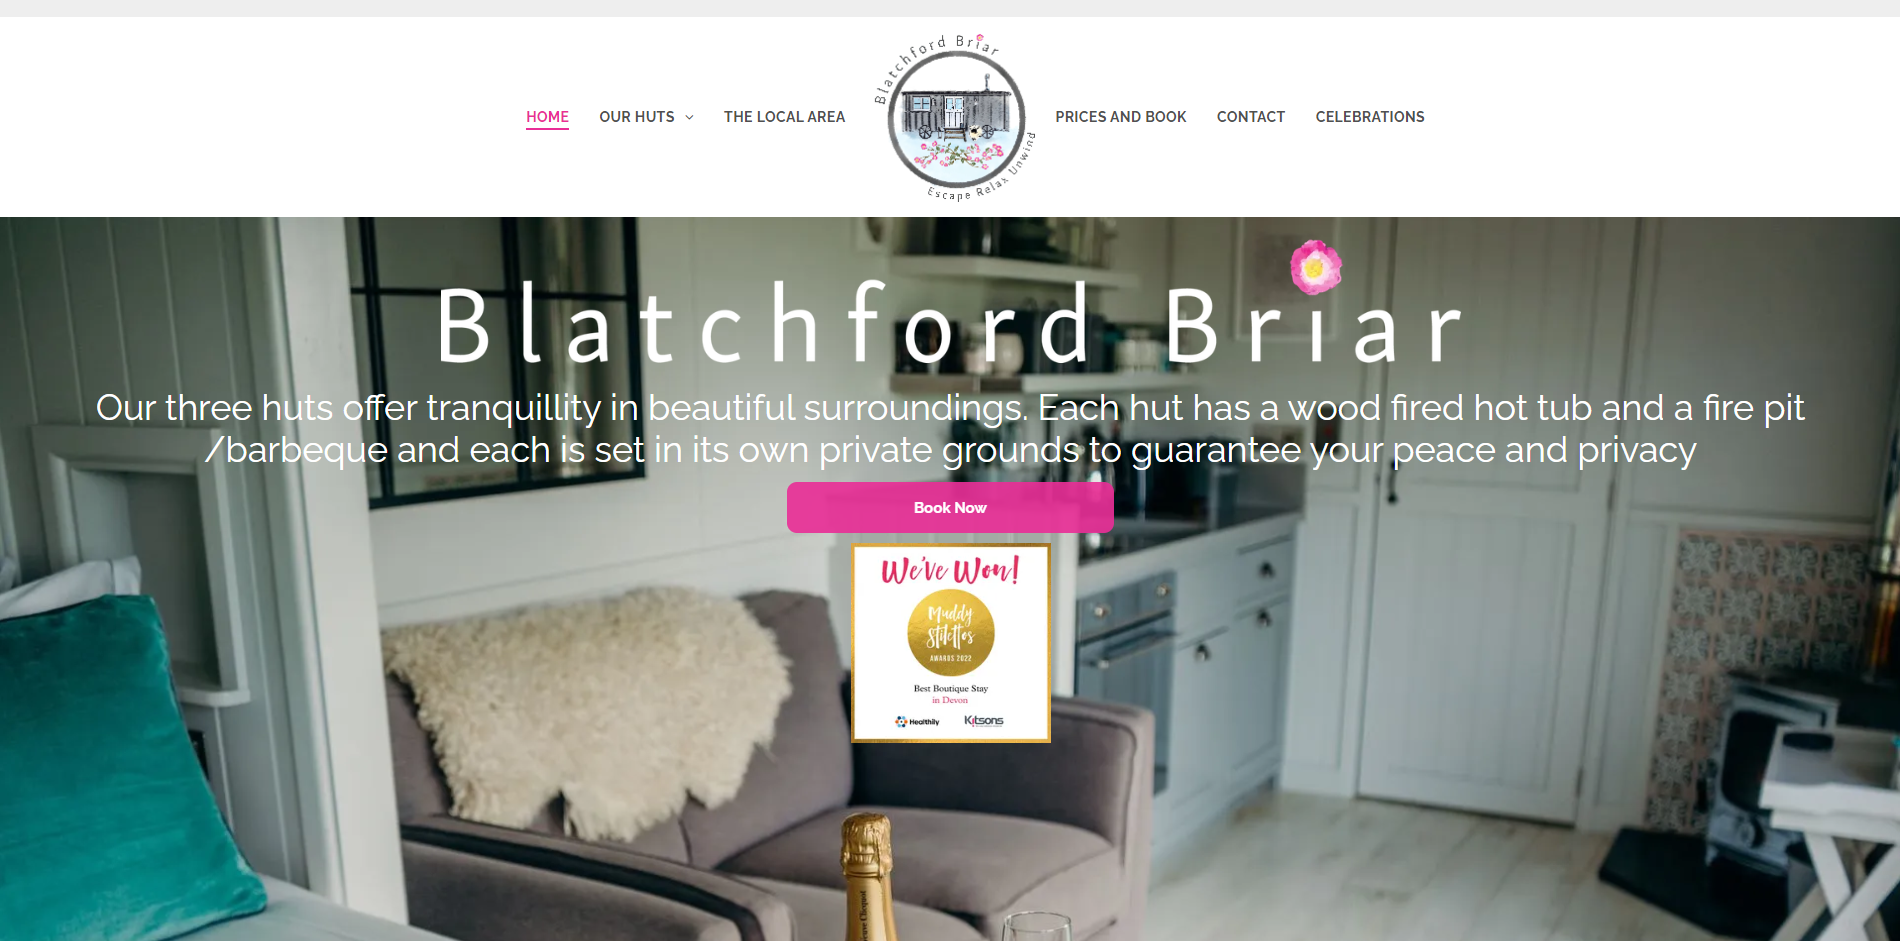 HOME
OUR HUTS
THE LOCAL AREA
Blatchford Briar
Escape Relax Unwind
PRICES AND BOOK
CONTACT
CELEBRATIONS
Blatchford Briar
Our three huts offer tranquillity in beautiful surroundings. Each hut has a wood fired hot tub and a fire pit
/barbeque and each is set in its own private grounds to guarantee your peace and privacy
Book Now
We've Won!
Muddy
Stilettos
AWARDS 2022
Best Boutique Stay
in Devon
Healthily
Kitsons
Clicquot